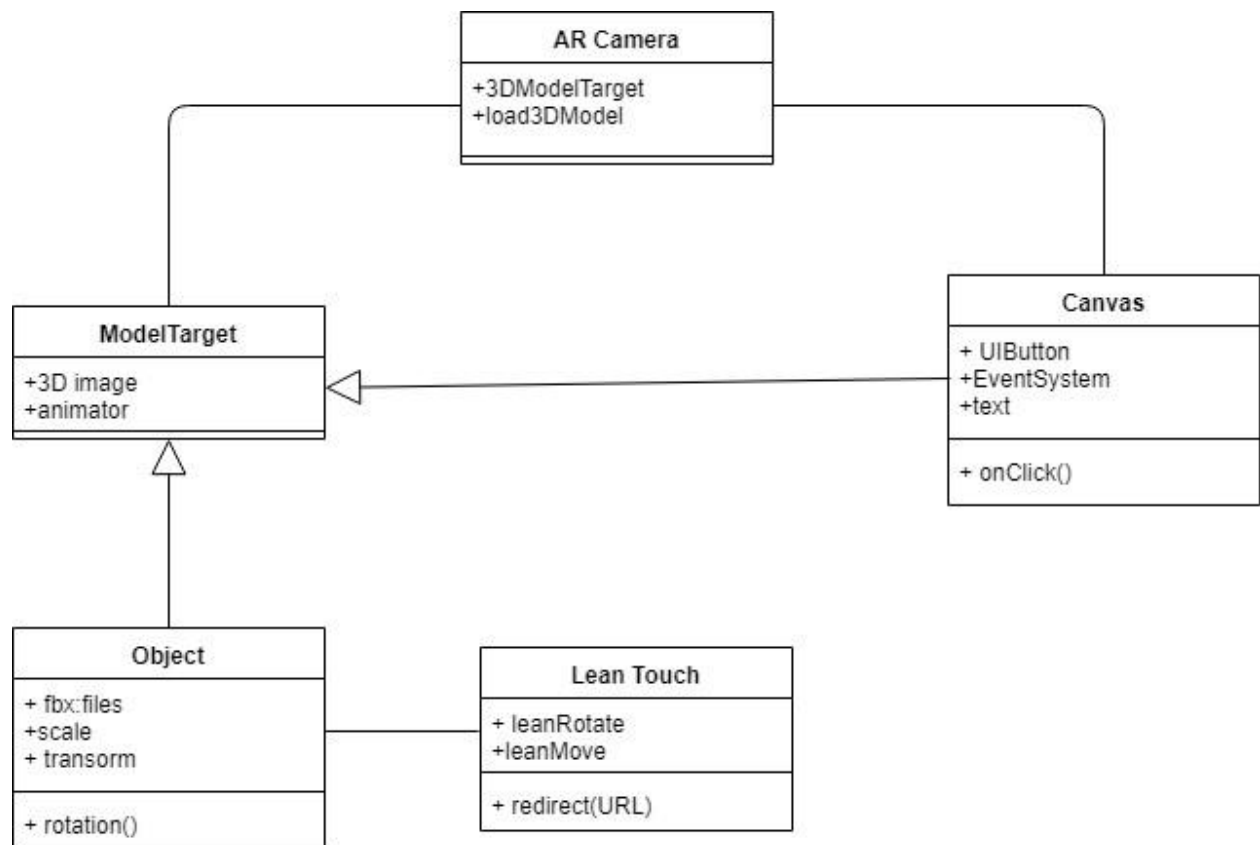 AR Camera
+3DModelTarget
+load3DModel
ModelTarget
+3D image
+animator
Canvas
+ UIButton
+EventSystem
+text
+ onClick()
Object
+ fbx:files
+scale
+ transorm
+ rotation()
Lean Touch
+ leanRotate
+leanMove
+ redirect(URL)